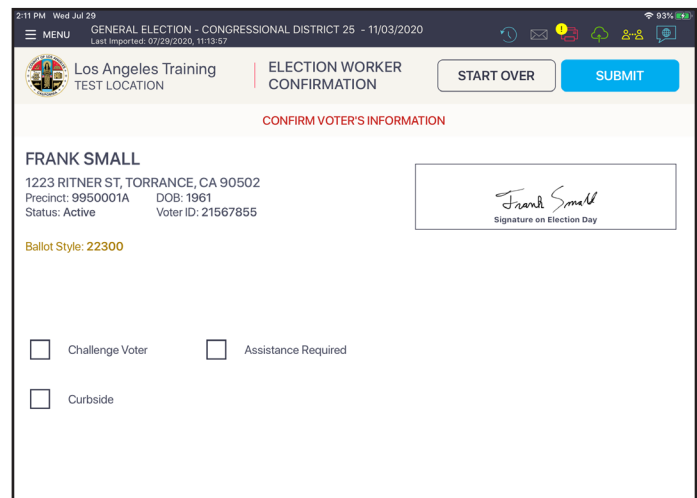 2:11 PM Wed Jul 29
93%
MENU
GENERAL ELECTION - CONGRESSIONAL DISTRICT 25 - 11/03/2020
Last Imported: 07/29/2020, 11:13:57
Los Angeles Training
TEST LOCATION
ELECTION WORKER
CONFIRMATION
START OVER
SUBMIT
CONFIRM VOTER'S INFORMATION
FRANK SMALL
1223 RITNER ST, TORRANCE, CA 90502
Precinct: 9950001A DOB: 1961
Status: Active Voter ID: 21567855
Frank Small
Signature on Election Day
Ballot Style: 22300
Challenge Voter
Assistance Required
Curbside